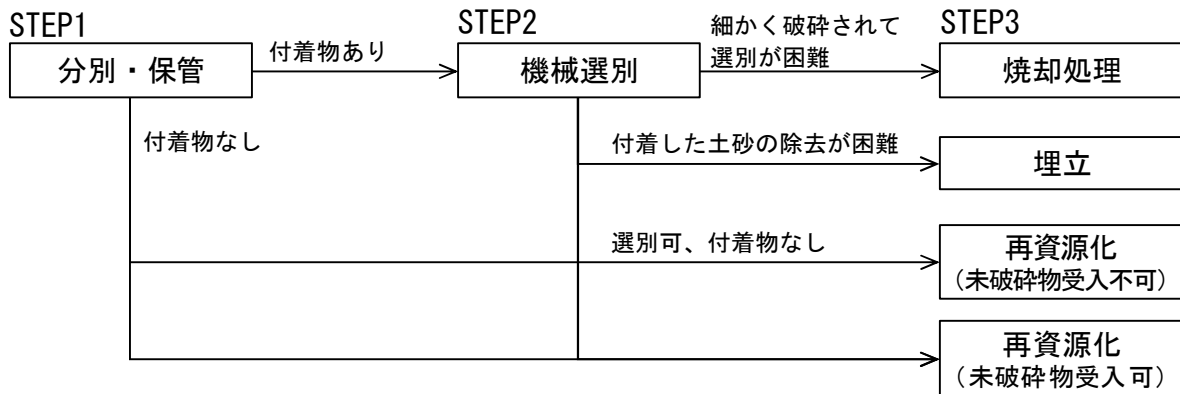 STEP1
分別・保管
付着物あり
付着物なし
STEP2
機械選別
細かく破砕されて
選別が困難
付着した土砂の除去が困難
選別可、付着物なし
STEP3
焼却処理
埋立
再資源化
（未破砕物受入不可）
再資源化
（未破砕物受入可）